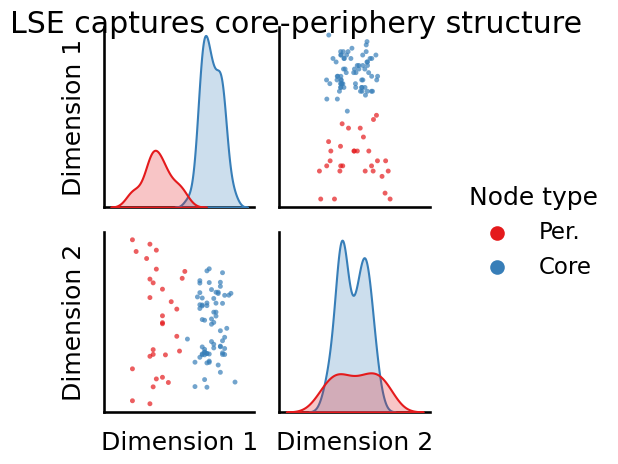 LSE captures core-periphery structure
Dimension 1
Node type
Per.
Core
Dimension 2
Dimension 1
Dimension 2